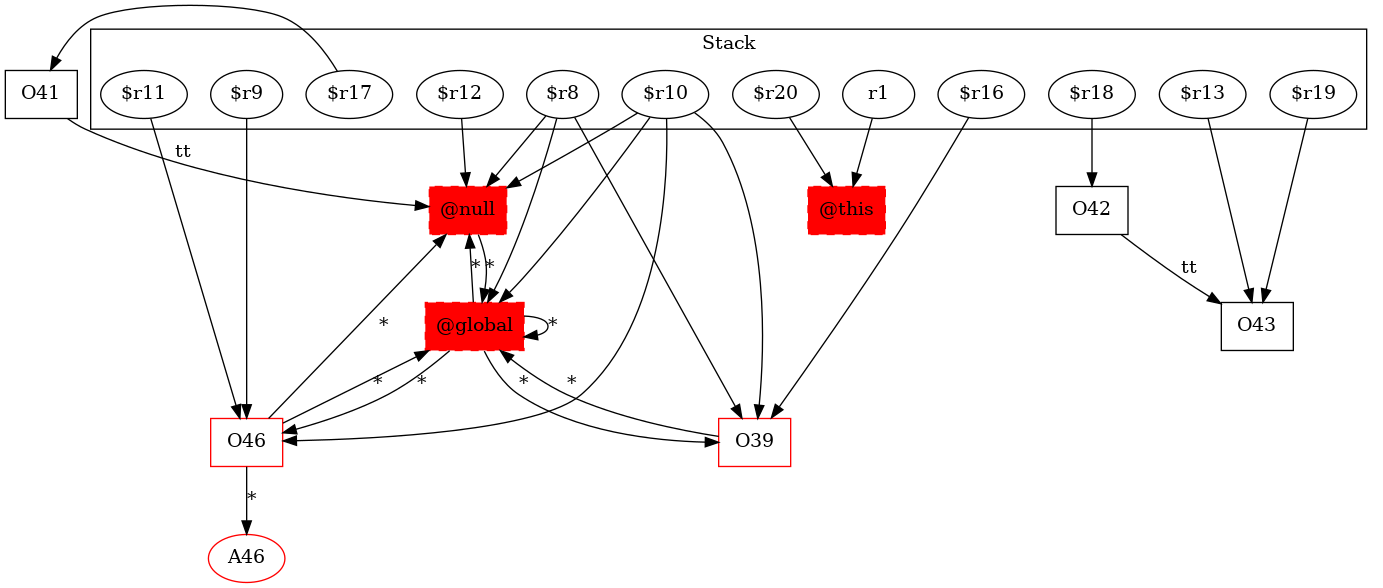 Stack
O41
$r11
$r9
$r17
$r12
$r8
$r10
$r20
r1
$r16
$r18
$r13
$r19
tt
@null
@this
O42
* *
tt
@global
*
*
O43
* *
* *
O46
O39
*
A46